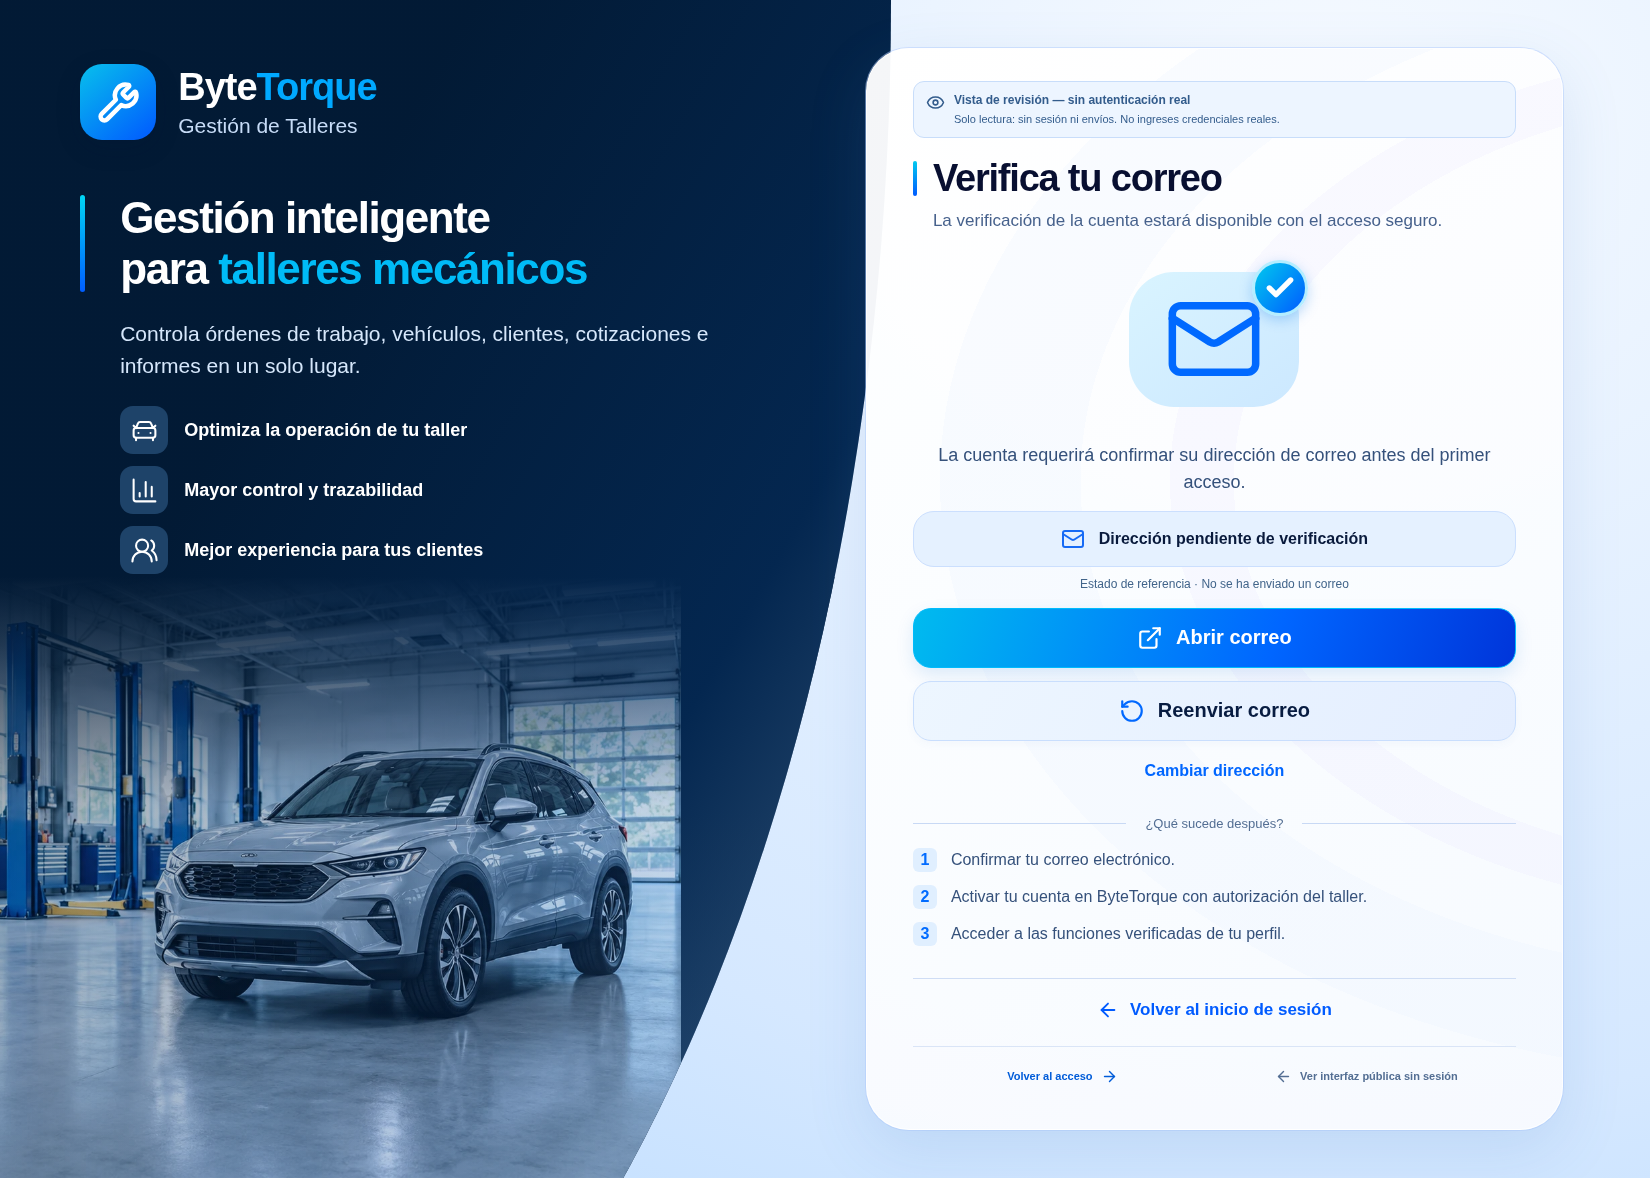 ByteTorque
Gestión de Talleres
Gestión inteligente
para talleres mecánicos
Controla órdenes de trabajo, vehículos, clientes, cotizaciones e
informes en un solo lugar.
Optimiza la operación de tu taller
Mayor control y trazabilidad
Mejor experiencia para tus clientes
Vista de revisión — sin autenticación real
Solo lectura: sin sesión ni envíos. No ingreses credenciales reales.
Verifica tu correo
La verificación de la cuenta estará disponible con el acceso seguro.
La cuenta requerirá confirmar su dirección de correo antes del primer
acceso.
Dirección pendiente de verificación
Estado de referencia · No se ha enviado un correo
Abrir correo
Reenviar correo
Cambiar dirección
¿Qué sucede después?
1 Confirmar tu correo electrónico.
2 Activar tu cuenta en ByteTorque con autorización del taller.
3 Acceder a las funciones verificadas de tu perfil.
Volver al inicio de sesión
Volver al acceso
Ver interfaz pública sin sesión